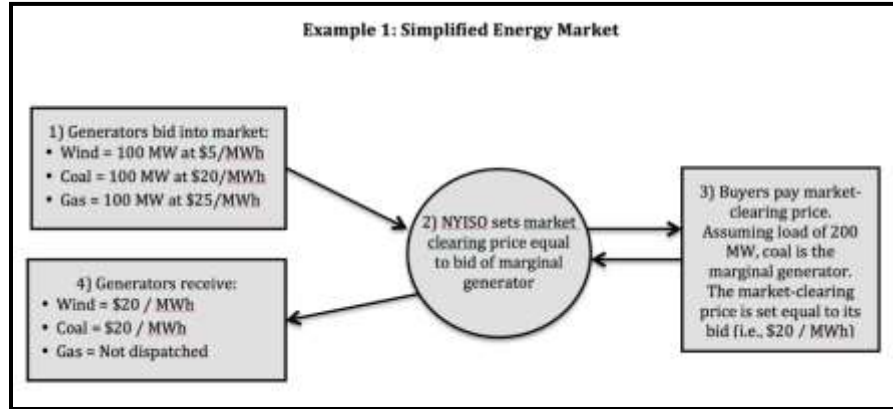 Example 1: Simplified Energy Market
1) Generators bid into market:
• Wind = 100 MW at $5/MWh
• Coal = 100 MW at $20/MWh
• Gas = 100 MW at $25/MWh
2) NYISO sets market
clearing price equal
to bid of marginal
generator
3) Buyers pay market-
clearing price.
Assuming load of 200
MW, coal is the
marginal generator.
The market-clearing
price is set equal to its
bid (i.e., $20 / MWh)
4) Generators receive:
• Wind = $20 / MWh
• Coal = $20 / MWh
• Gas = Not dispatched